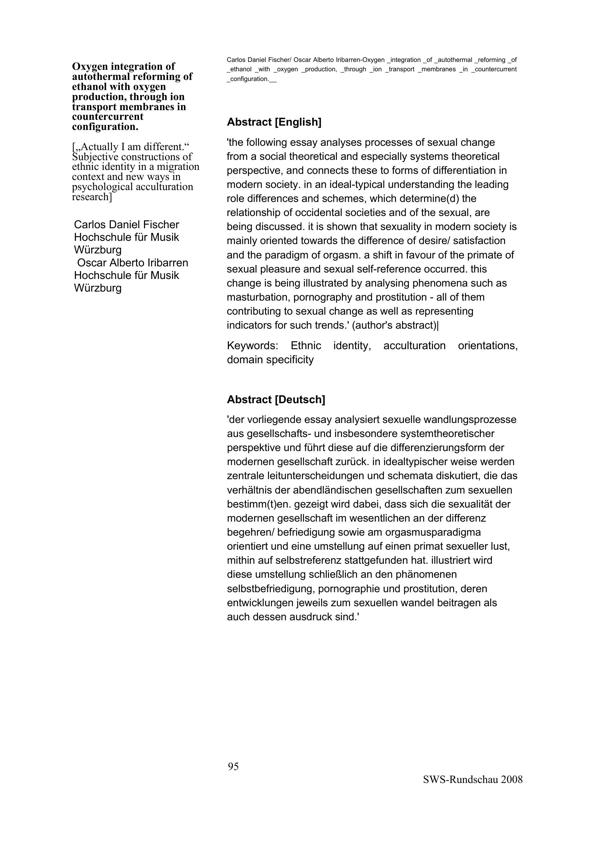 Oxygen integration of
autothermal reforming of
ethanol with oxygen
production, through ion
transport membranes in
countercurrent
configuration.
[„Actually I am different.“
Subjective constructions of
ethnic identity in a migration
context and new ways in
psychological acculturation
research]
Carlos Daniel Fischer
Hochschule für Musik
Würzburg
Oscar Alberto Iribarren
Hochschule für Musik
Würzburg
Carlos Daniel Fischer/ Oscar Alberto Iribarren-Oxygen _integration _of _autothermal _reforming _of
_ethanol _with _oxygen _production, _through _ion _transport _membranes _in _countercurrent
_configuration.__
Abstract [English]
'the following essay analyses processes of sexual change
from a social theoretical and especially systems theoretical
perspective, and connects these to forms of differentiation in
modern society. in an ideal-typical understanding the leading
role differences and schemes, which determine(d) the
relationship of occidental societies and of the sexual, are
being discussed. it is shown that sexuality in modern society is
mainly oriented towards the difference of desire/ satisfaction
and the paradigm of orgasm. a shift in favour of the primate of
sexual pleasure and sexual self-reference occurred. this
change is being illustrated by analysing phenomena such as
masturbation, pornography and prostitution - all of them
contributing to sexual change as well as representing
indicators for such trends.' (author's abstract)|
Keywords: Ethnic identity, acculturation orientations,
domain specificity
Abstract [Deutsch]
'der vorliegende essay analysiert sexuelle wandlungsprozesse
aus gesellschafts- und insbesondere systemtheoretischer
perspektive und führt diese auf die differenzierungsform der
modernen gesellschaft zurück. in idealtypischer weise werden
zentrale leitunterscheidungen und schemata diskutiert, die das
verhältnis der abendländischen gesellschaften zum sexuellen
bestimm(t)en. gezeigt wird dabei, dass sich die sexualität der
modernen gesellschaft im wesentlichen an der differenz
begehren/ befriedigung sowie am orgasmusparadigma
orientiert und eine umstellung auf einen primat sexueller lust,
mithin auf selbstreferenz stattgefunden hat. illustriert wird
diese umstellung schließlich an den phänomenen
selbstbefriedigung, pornographie und prostitution, deren
entwicklungen jeweils zum sexuellen wandel beitragen als
auch dessen ausdruck sind.'
95
SWS-Rundschau 2008